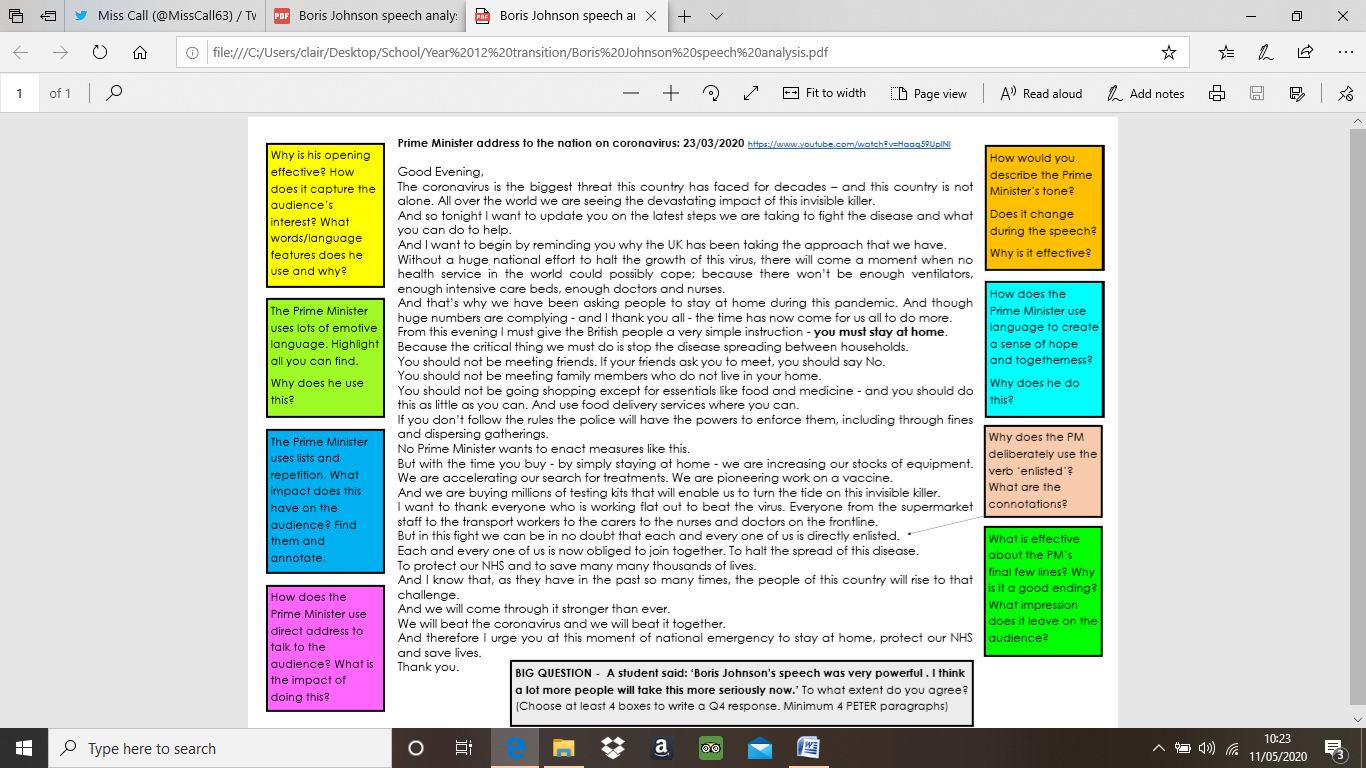 Miss Call (@MissCall63) / Tw
Boris Johnson speech analys
Boris Johnson speech an
file:///C:/Users/clair/Desktop/School/Year%2012%20transition/Boris%20Johnson%20speech%20analysis.pdf
1 of 1
Fit to width
Page view
Read aloud
Add notes
Why is his opening
effective? How
does it capture the
audience's
interest? What
words/language
features does he
use and why?
The Prime Minister
uses lots of emotive
language. Highlight
all you can find.
Why does he use
this?
The Prime Minister
uses lists and
repetition. What
impact does this
have on the
audience? Find
them and
annotate.
How does the
Prime Minister use
direct address to
talk to the
audience? What is
the impact of
doing this?
Prime Minister address to the nation on coronavirus: 23/03/2020 https://www.youtube.com/watch?v=Haaq59UpINI
Good Evening,
The coronavirus is the biggest threat this country has faced for decades – and this country is not
alone. All over the world we are seeing the devastating impact of this invisible killer.
And so tonight I want to update you on the latest steps we are taking to fight the disease and what
you can do to help.
And I want to begin by reminding you why the UK has been taking the approach that we have.
Without a huge national effort to halt the growth of this virus, there will come a moment when no
health service in the world could possibly cope; because there won't be enough ventilators,
enough intensive care beds, enough doctors and nurses.
And that's why we have been asking people to stay at home during this pandemic. And though
huge numbers are complying - and I thank you all - the time has now come for us all to do more.
From this evening I must give the British people a very simple instruction - you must stay at home.
Because the critical thing we must do is stop the disease spreading between households.
You should not be meeting friends. If your friends ask you to meet, you should say No.
You should not be meeting family members who do not live in your home.
You should not be going shopping except for essentials like food and medicine - and you should do
this as little as you can. And use food delivery services where you can.
If you don't follow the rules the police will have the powers to enforce them, including through fines
and dispersing gatherings.
No Prime Minister wants to enact measures like this.
But with the time you buy - by simply staying at home - we are increasing our stocks of equipment.
We are accelerating our search for treatments. We are pioneering work on a vaccine.
And we are buying millions of testing kits that will enable us to turn the tide on this invisible killer.
I want to thank everyone who is working flat out to beat the virus. Everyone from the supermarket
staff to the transport workers to the carers to the nurses and doctors on the frontline.
But in this fight we can be in no doubt that each and every one of us is directly enlisted.
Each and every one of us is now obliged to join together. To halt the spread of this disease.
To protect our NHS and to save many many thousands of lives.
And I know that, as they have in the past so many times, the people of this country will rise to that
challenge.
And we will come through it stronger than ever.
We will beat the coronavirus and we will beat it together.
And therefore I urge you at this moment of national emergency to stay at home, protect our NHS
and save lives.
Thank you.
BIG QUESTION - A student said: 'Boris Johnson's speech was very powerful . I think
a lot more people will take this more seriously now.' To what extent do you agree?
(Choose at least 4 boxes to write a Q4 response. Minimum 4 PETER paragraphs)
How would you
describe the Prime
Minister's tone?
Does it change
during the speech?
Why is it effective?
How does the
Prime Minister use
language to create
a sense of hope
and togetherness?
Why does he do
this?
Why does the PM
deliberately use the
verb 'enlisted'?
What are the
connotations?
What is effective
about the PM's
final few lines? Why
is it a good ending?
What impression
does it leave on the
audience?
Type here to search
10:23
11/05/2020
3